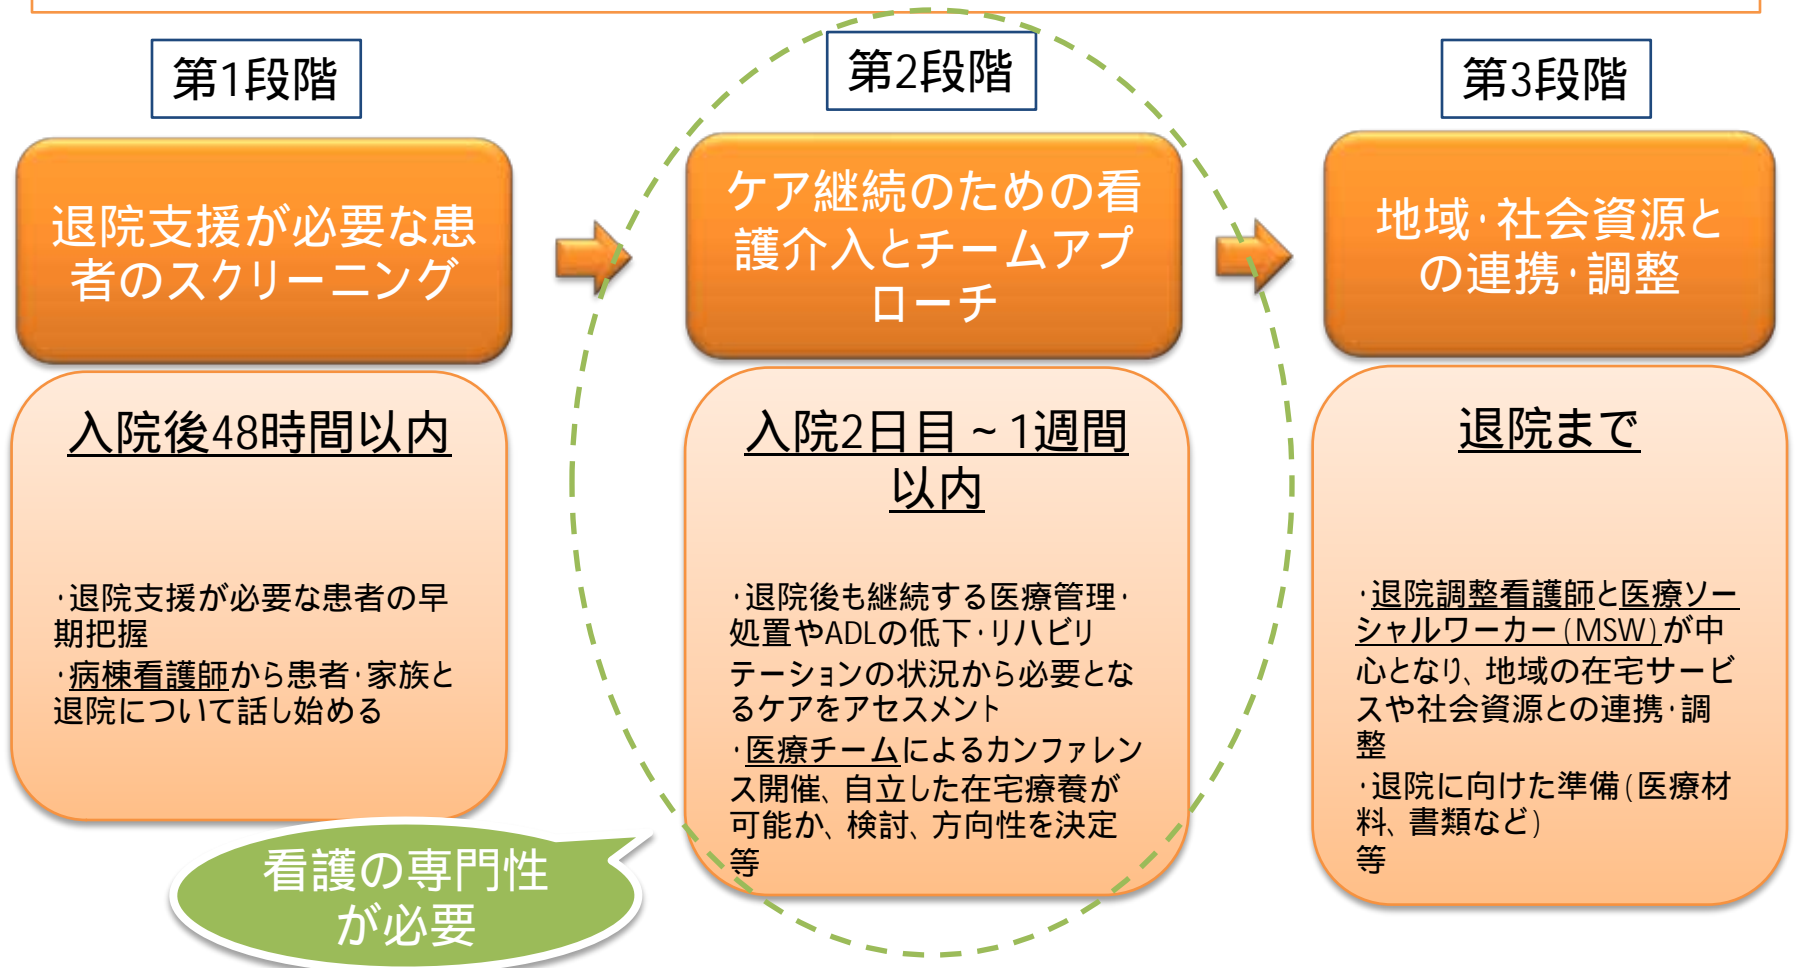 第1段階
退院支援が必要な患
者のスクリーニング
入院後48時間以内
・退院支援が必要な患者の早
期把握
・病棟看護師から患者・家族と
退院について話し始める
第2段階
ケア継続のための看
護介入とチームアプ
ローチ
入院2日目~1週間
以内
・退院後も継続する医療管理・
処置やADLの低下・リハビリ
テーションの状況から必要とな
るケアをアセスメント
・医療チームによるカンファレン
ス開催、自立した在宅療養が
可能か、検討、方向性を決定
等
看護の専門性
が必要
第3段階
地域・社会資源と
の連携・調整
退院まで
・退院調整看護師と医療ソー
シャルワーカー(MSW)が中
心となり、地域の在宅サービ
スや社会資源との連携・調
整
・退院に向けた準備(医療材
料、書類など)
等